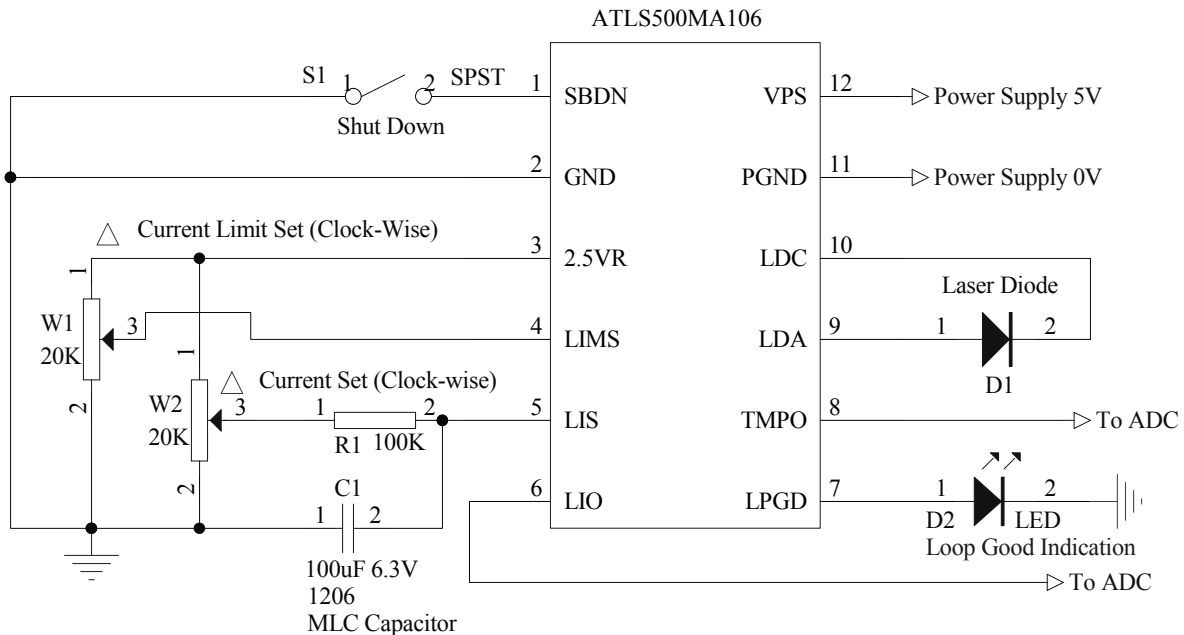 ATLS500MA106
S1 1 2 SPST
Shut Down
1 SBDN
VPS 12
Power Supply 5V
2 GND
PGND 11
Power Supply 0V
Current Limit Set (Clock-Wise)
3 2.5VR
LDC 10
Laser Diode
1
W1
20K
3
2
4 LIMS
LDA 9
1 2
D1
1
Current Set (Clock-wise)
W2
20K
3
2
1 2
R1 100K
5 LIS
TMPO 8
To ADC
C1
1 2
100uF 6.3V
1206
MLC Capacitor
6 LIO
LPGD 7
1 2
D2 LED
Loop Good Indication
To ADC